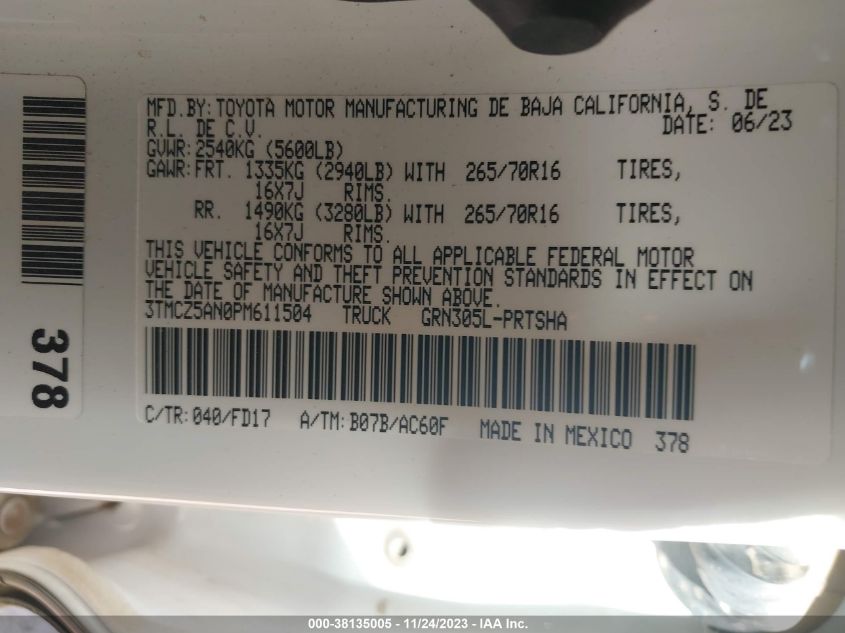 MFD.BY: TOYOTA MOTOR MANUFACTURING DE BAJA CALIFORNIA, S. DE
R.L. DE C.V. DATE: 06/23
GVWR: 2540KG (5600LB)
GAWR: FRT. 1335KG (2940LB) WITH 265/70R16 TIRES,
16X7J RIMS.
RR. 1490KG (3280LB) WITH 265/70R16 TIRES,
16X7J RIMS.
THIS VEHICLE CONFORMS TO ALL APPLICABLE FEDERAL MOTOR
VEHICLE SAFETY AND THEFT PREVENTION STANDARDS IN EFFECT ON
THE DATE OF MANUFACTURE SHOWN ABOVE.
3TMCZ5AN0PM611504 TRUCK GRN305L-PRTSHA
C/TR: 040/FD17 A/TM: B07B/AC60F MADE IN MEXICO 378
378
000-38135005 - 11/24/2023 - IAA Inc.